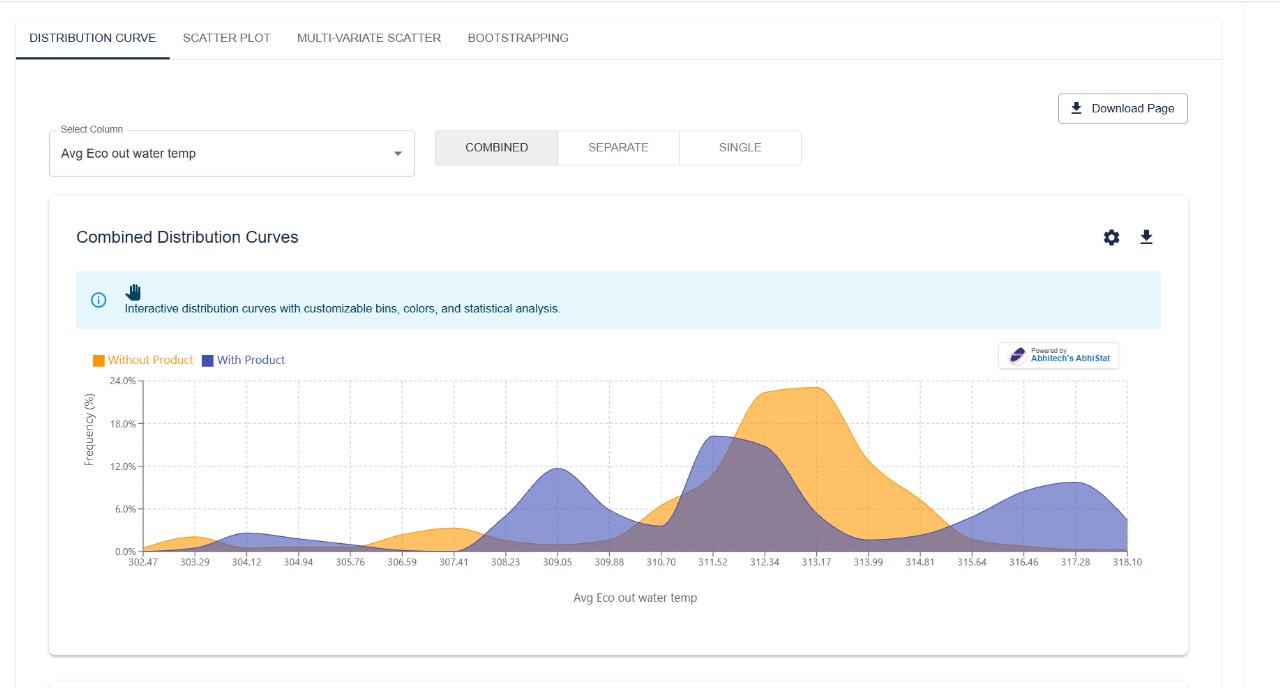 DISTRIBUTION CURVE SCATTER PLOT MULTI-VARIATE SCATTER BOOTSTRAPPING
Download Page
Select Column
Avg Eco out water temp
COMBINED SEPARATE SINGLE
Combined Distribution Curves
Interactive distribution curves with customizable bins, colors, and statistical analysis.
Without Product With Product
Powered by
Abhitech's AbhiStat
Frequency (%)
24.0%
18.0%
12.0%
6.0%
0.0%
302.47 303.29 304.12 304.94 305.76 306.59 307.41 308.23 309.05 309.88 310.70 311.52 312.34 313.17 313.99 314.81 315.64 316.46 317.28 318.10
Avg Eco out water temp